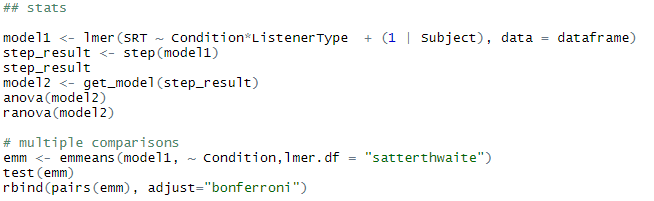 ## stats
model1 <- lmer(SRT ~ Condition*ListenerType  + (1 | Subject), data = dataframe)
step_result <- step(model1)
step_result
model2 <- get_model(step_result)
anova(model2)
ranova(model2)
# multiple comparisons
emm <- emmeans(model1, ~ Condition,lmer.df = "satterthwaite")
test(emm)
rbind(pairs(emm), adjust="bonferroni")